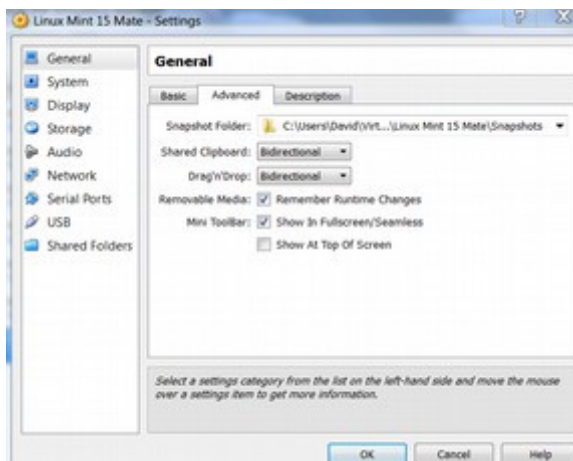 Linux Mint 15 Mate - Settings
General
System
Display
Storage
Audio
Network
Serial Ports
USB
Shared Folders
General
Basic Advanced Description
Snapshot Folder: C:\Users\David\Virt...\Linux Mint 15 Mate\Snapshots
Shared Clipboard: Bidirectional
Drag'n'Drop: Bidirectional
Removable Media: Remember Runtime Changes
Mini ToolBar: Show In Fullscreen/Seamless
Show At Top Of Screen
Select a settings category from the list on the left-hand side and move the mouse
over a settings item to get more information.
OK Cancel Help